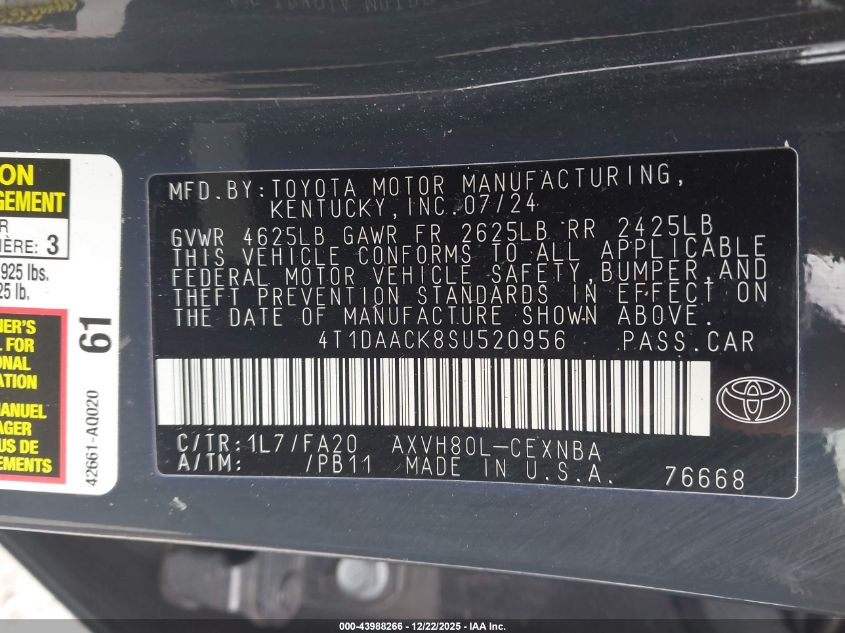 ON
GEMENT
R
IÈRE: 3
925 lbs.
25 lb.
NER'S
L FOR
ONAL
ATION
MANUEL
AGER
US DE
EMENTS.
61
42661-AQ020
MFD.BY:TOYOTA MOTOR MANUFACTURING,
KENTUCKY,INC.07/24
GVWR 4625LB GAWR FR 2625LB RR 2425LB
THIS VEHICLE CONFORMS TO ALL APPLICABLE
FEDERAL MOTOR VEHICLE SAFETY,BUMPER,AND
THEFT PREVENTION STANDARDS IN EFFECT ON
THE DATE OF MANUFACTURE SHOWN ABOVE.
4T1DAACK8SU520956 PASS.CAR
C/TR:1L7/FA20 AXVH80L-CEXNBA
A/TM: /PB11 MADE IN U.S.A. 76668
000-43988266 - 12/22/2025 - IAA Inc.